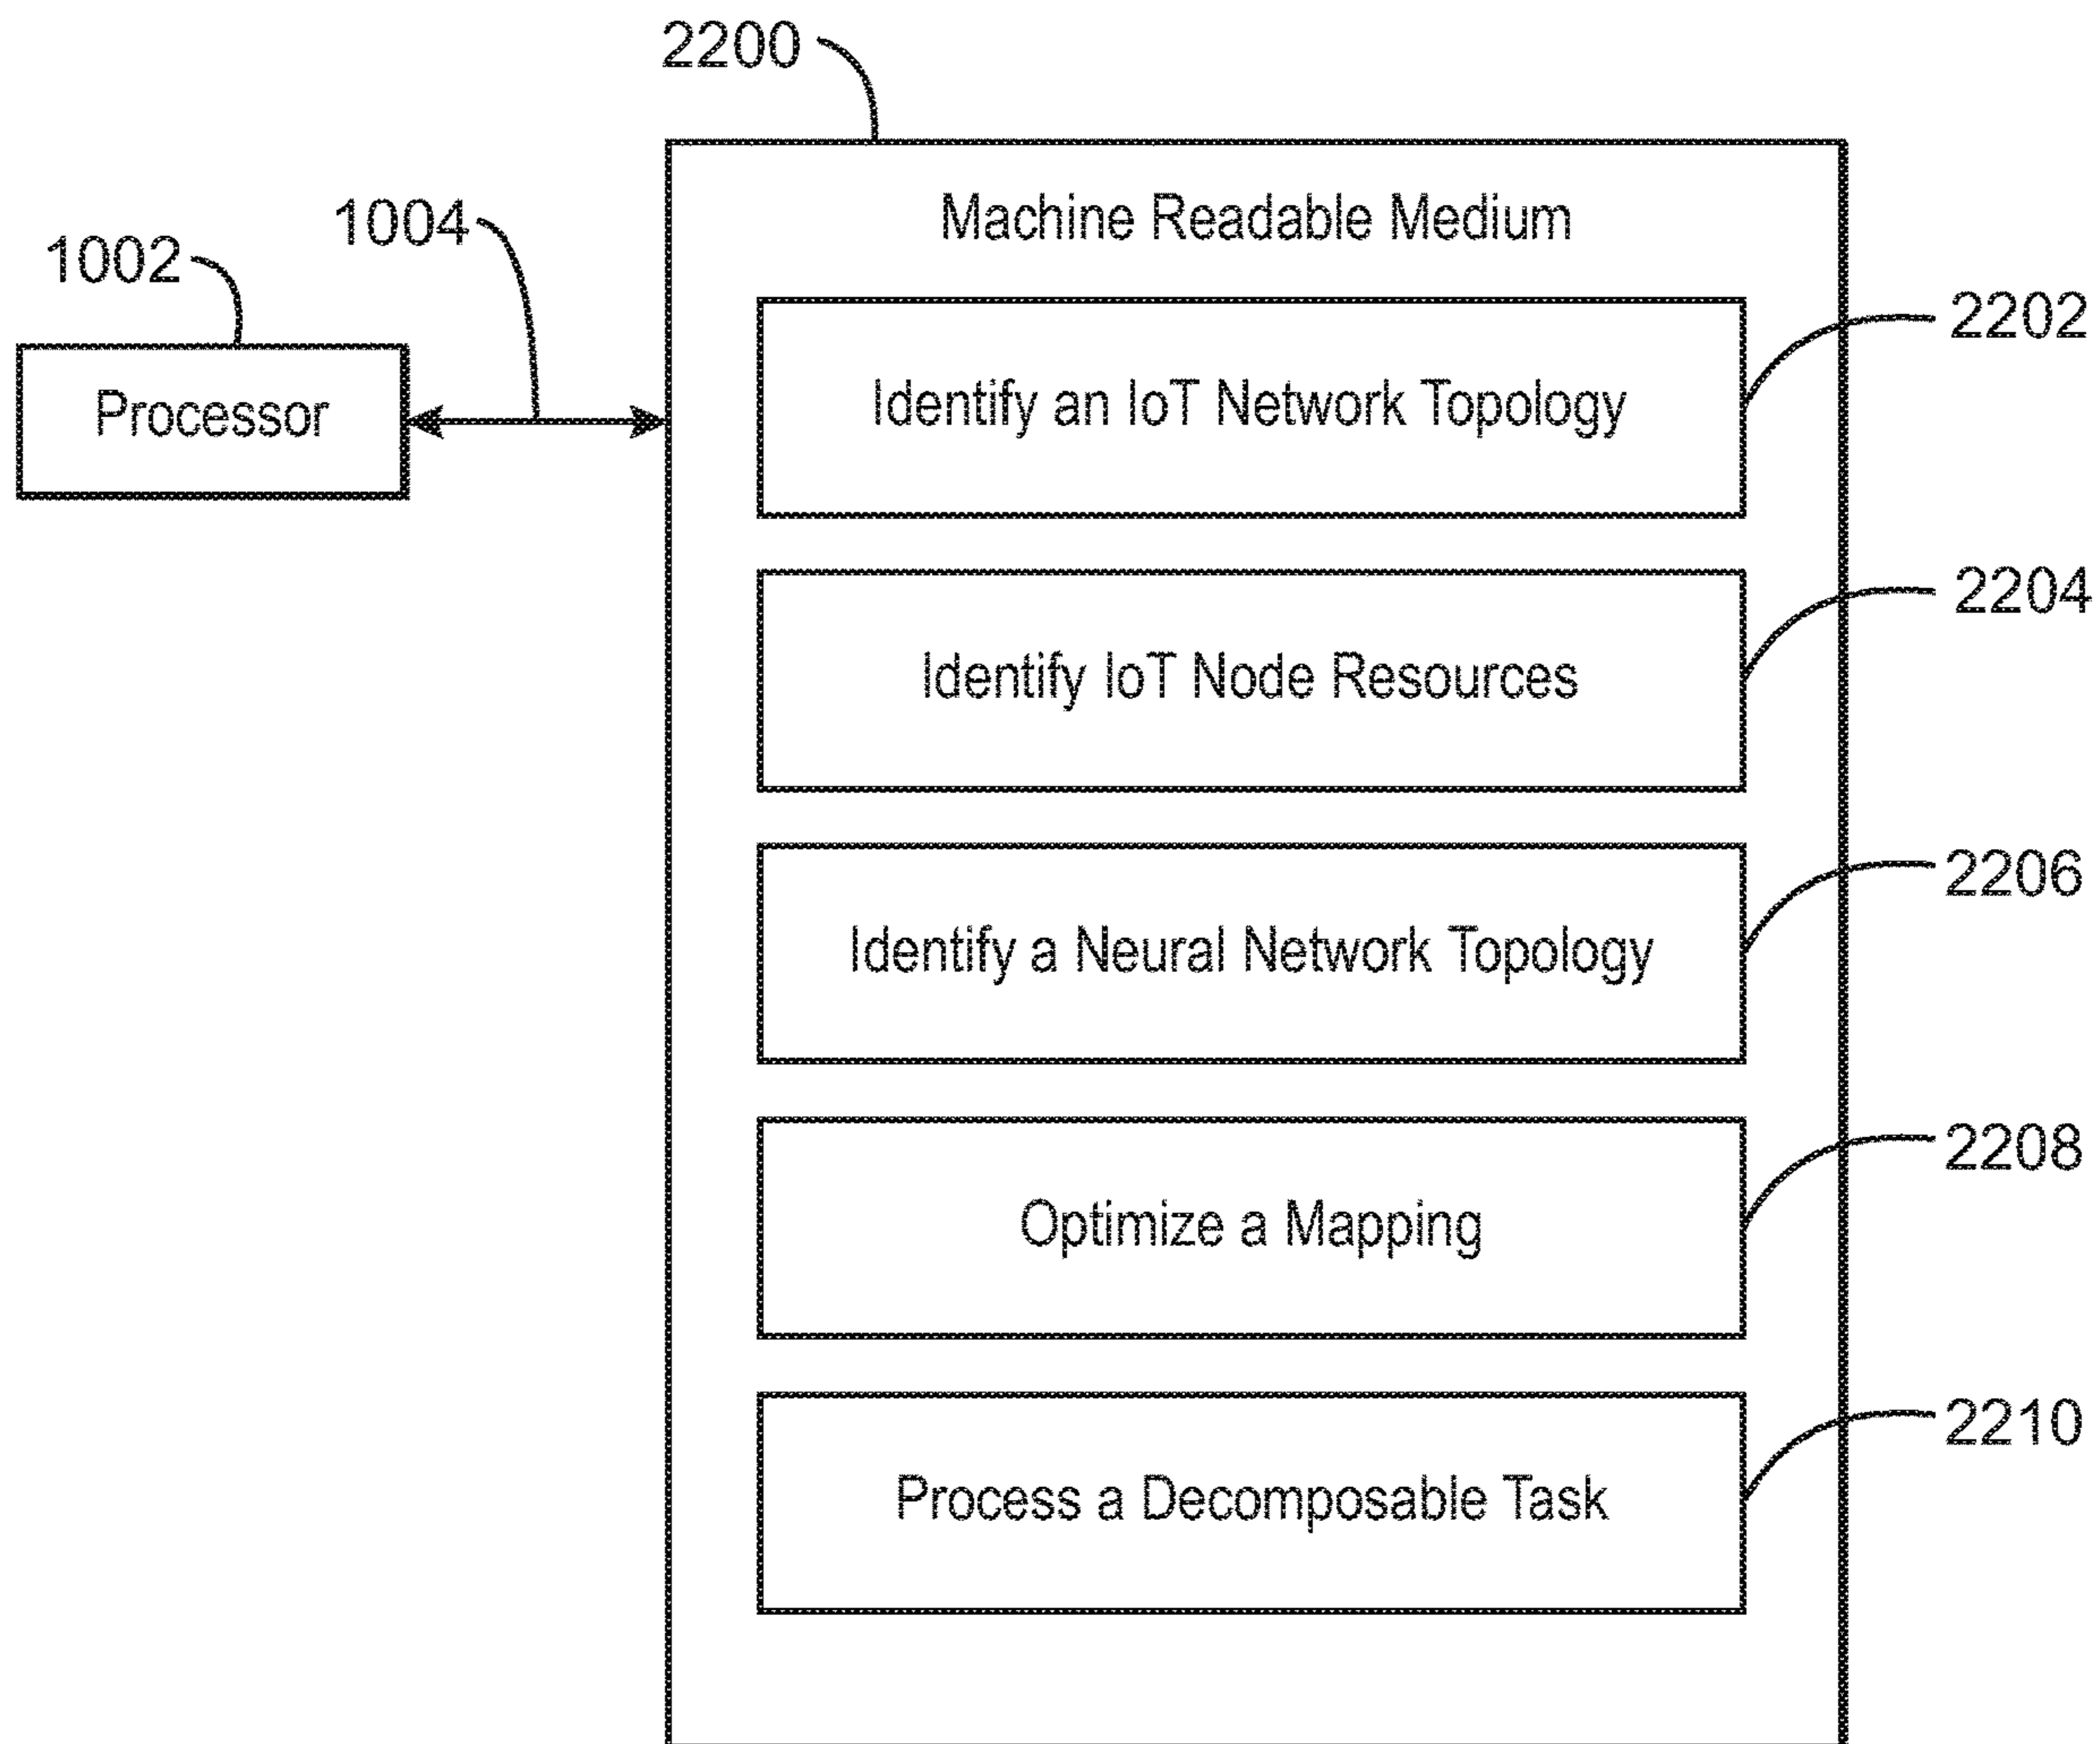 2200
Machine Readable Medium
1004
1002
Processor
Identify an IoT Network Topology
2202
Identify IoT Node Resources
2204
Identify a Neural Network Topology
2206
Optimize a Mapping
2208
Process a Decomposable Task
2210